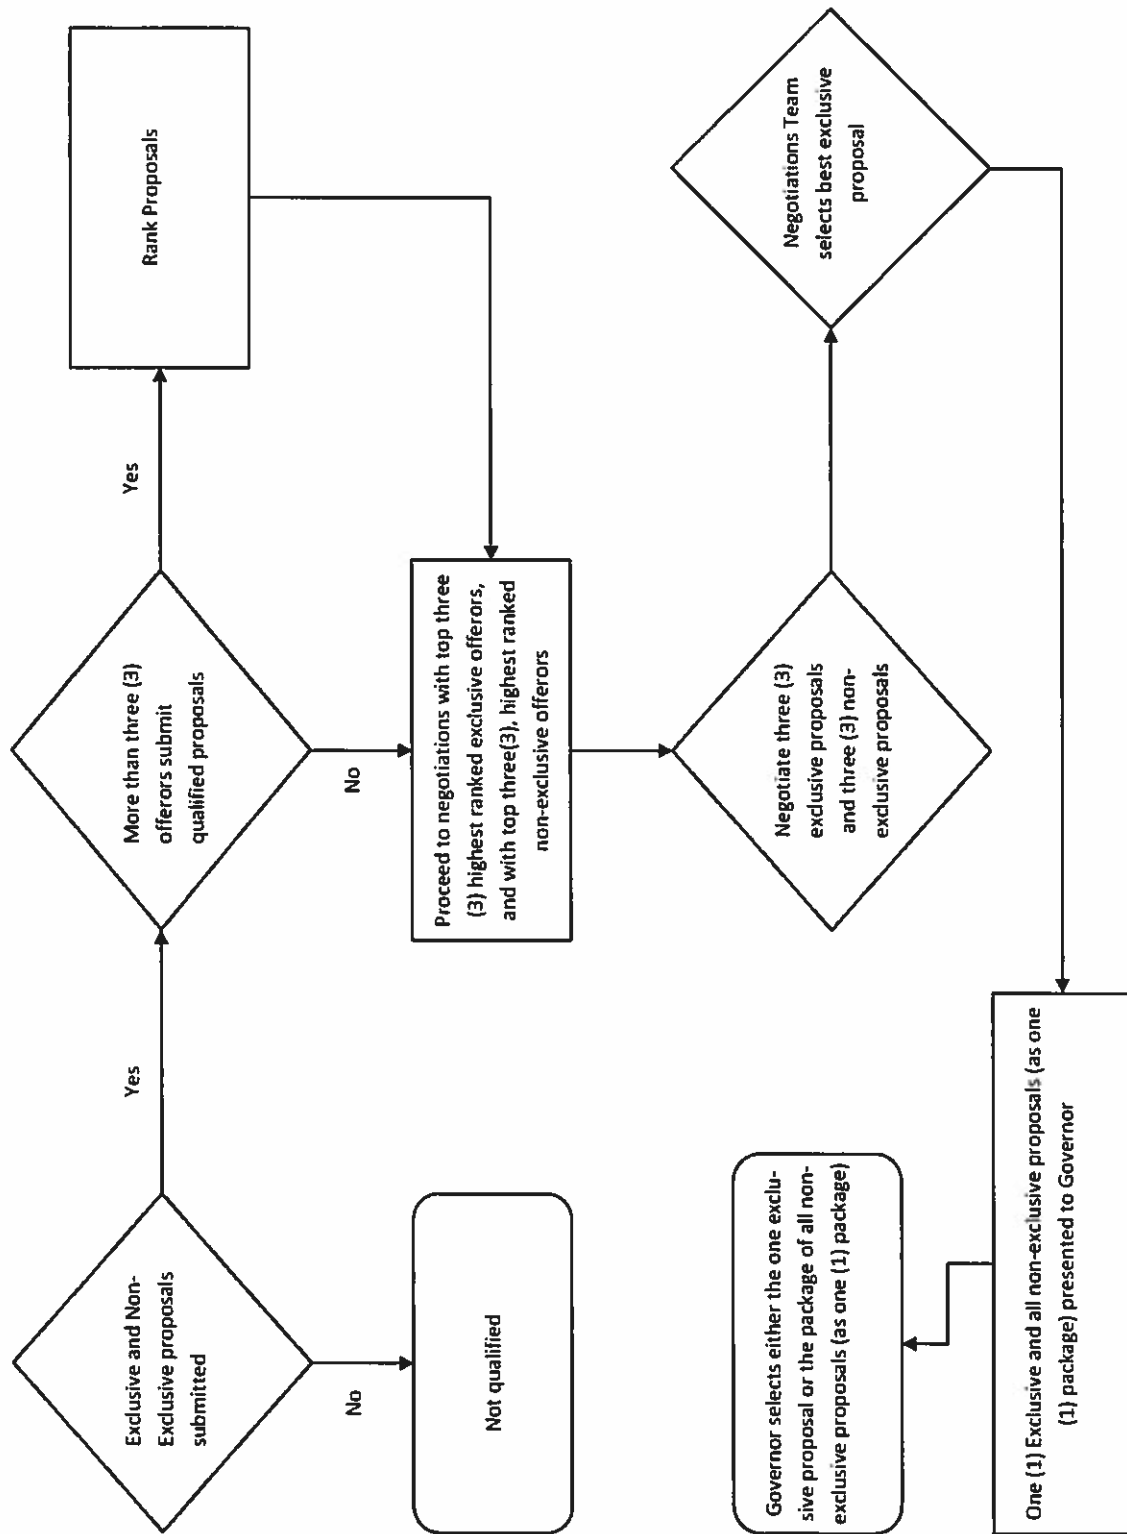 Exclusive and Non-
Exclusive proposals
submitted
Yes
No
Not qualified
More than three (3)
offerors submit
qualified proposals
Yes
No
Rank Proposals
Proceed to negotiations with top three
(3) highest ranked exclusive offerors,
and with top three(3), highest ranked
non-exclusive offerors
Negotiate three (3)
exclusive proposals
and three (3) non-
exclusive proposals
Negotiations Team
selects best exclusive
proposal
One (1) Exclusive and all non-exclusive proposals (as one
(1) package) presented to Governor
Governor selects either the one exclu-
sive proposal or the package of all non-
exclusive proposals (as one (1) package)